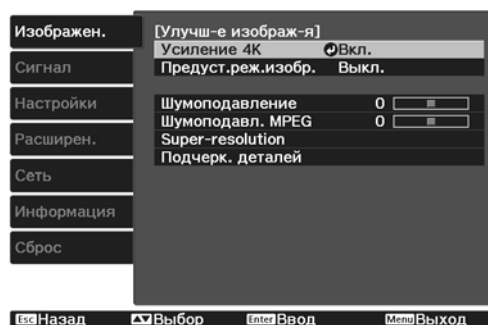 Изображен.
Сигнал
Настройки
Расширен.
Сеть
Информация
Сброс
[Улучш-е изображ-я]
Усиление 4K Вкл.
Предуст.реж.изобр. Выкл.
Шумоподавление 0
Шумоподавл. MPEG 0
Super-resolution
Подчерк. деталей
Esc Назад Выбор Enter Ввод Menu Выход